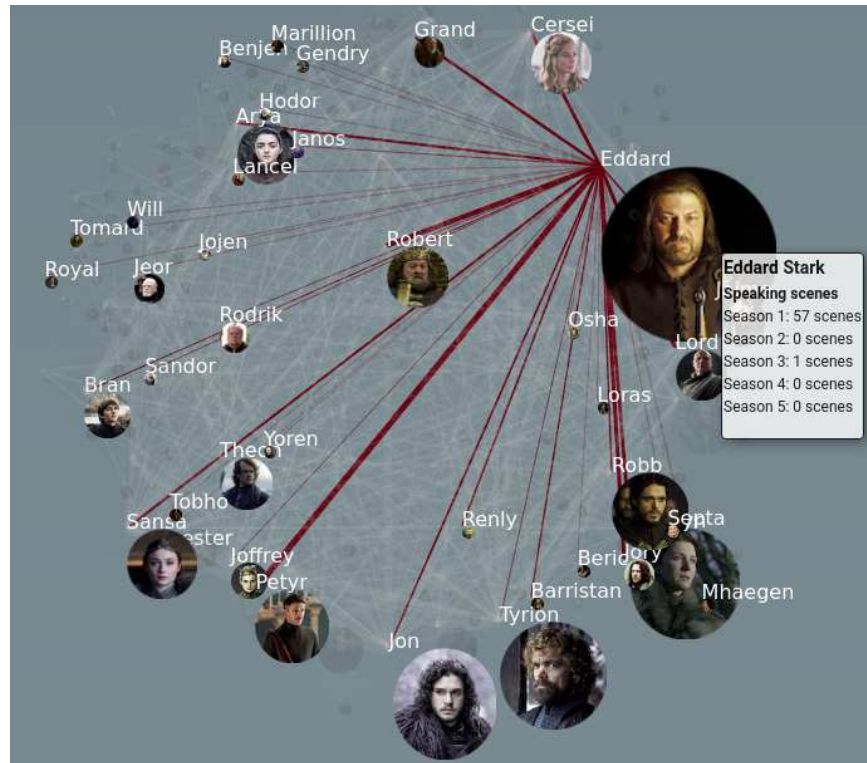 Cersei
Grand
Marillion
Benjen
Gendry
Hodor
Arya
Janos
Lancel
Eddard
Will
Tomard
Jojen
Robert
Royal
Jeor
Eddard Stark
Speaking scenes
Season 1: 57 scenes
Season 2: 0 scenes
Season 3: 1 scenes
Season 4: 0 scenes
Season 5: 0 scenes
Rodrik
Osha
Lord
Sandor
Bran
Loras
Yoren
Theon
Robb
Tobho
Sansa
ester
Renly
Septa
yn
Joffrey
Petyr
Beric
Jory
Barristan
Mhaegen
Tyrion
Jon